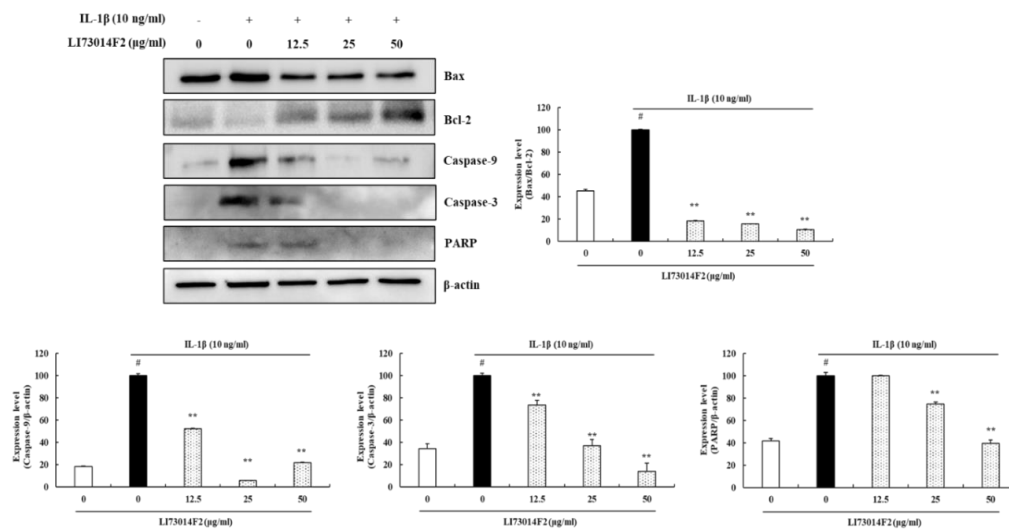 IL-1β (10 ng/ml) - + + + +
LI73014F2 (μg/ml) 0 0 12.5 25 50
Bax
Bcl-2
Caspase-9
Caspase-3
PARP
β-actin
IL-1β (10 ng/ml)
Expression level
(Bax/Bcl-2)
120
100
80
60
40
20
0
#
**
**
**
0 0 12.5 25 50
LI73014F2 (μg/ml)
IL-1β (10 ng/ml)
Expression level
(Caspase-9/β-actin)
120
100
80
60
40
20
0
#
**
**
**
0 0 12.5 25 50
LI73014F2 (μg/ml)
IL-1β (10 ng/ml)
Expression level
(Caspase-3/β-actin)
120
100
80
60
40
20
0
#
**
**
**
0 0 12.5 25 50
LI73014F2 (μg/ml)
IL-1β (10 ng/ml)
Expression level
(PARP/β-actin)
120
100
80
60
40
20
0
#
**
**
0 0 12.5 25 50
LI73014F2 (μg/ml)